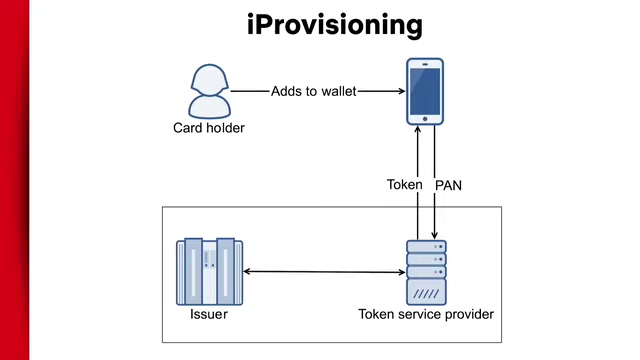 iProvisioning
Adds to wallet
Card holder
Token
PAN
Issuer
Token service provider